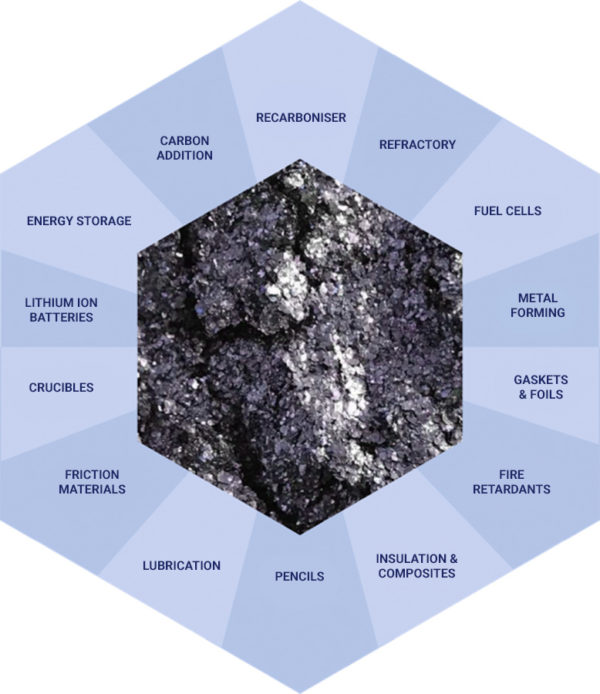 RECARBONISER
REFRACTORY
FUEL CELLS
METAL
FORMING
GASKETS
& FOILS
FIRE
RETARDANTS
INSULATION &
COMPOSITES
PENCILS
LUBRICATION
FRICTION
MATERIALS
CRUCIBLES
LITHIUM ION
BATTERIES
ENERGY STORAGE
CARBON
ADDITION